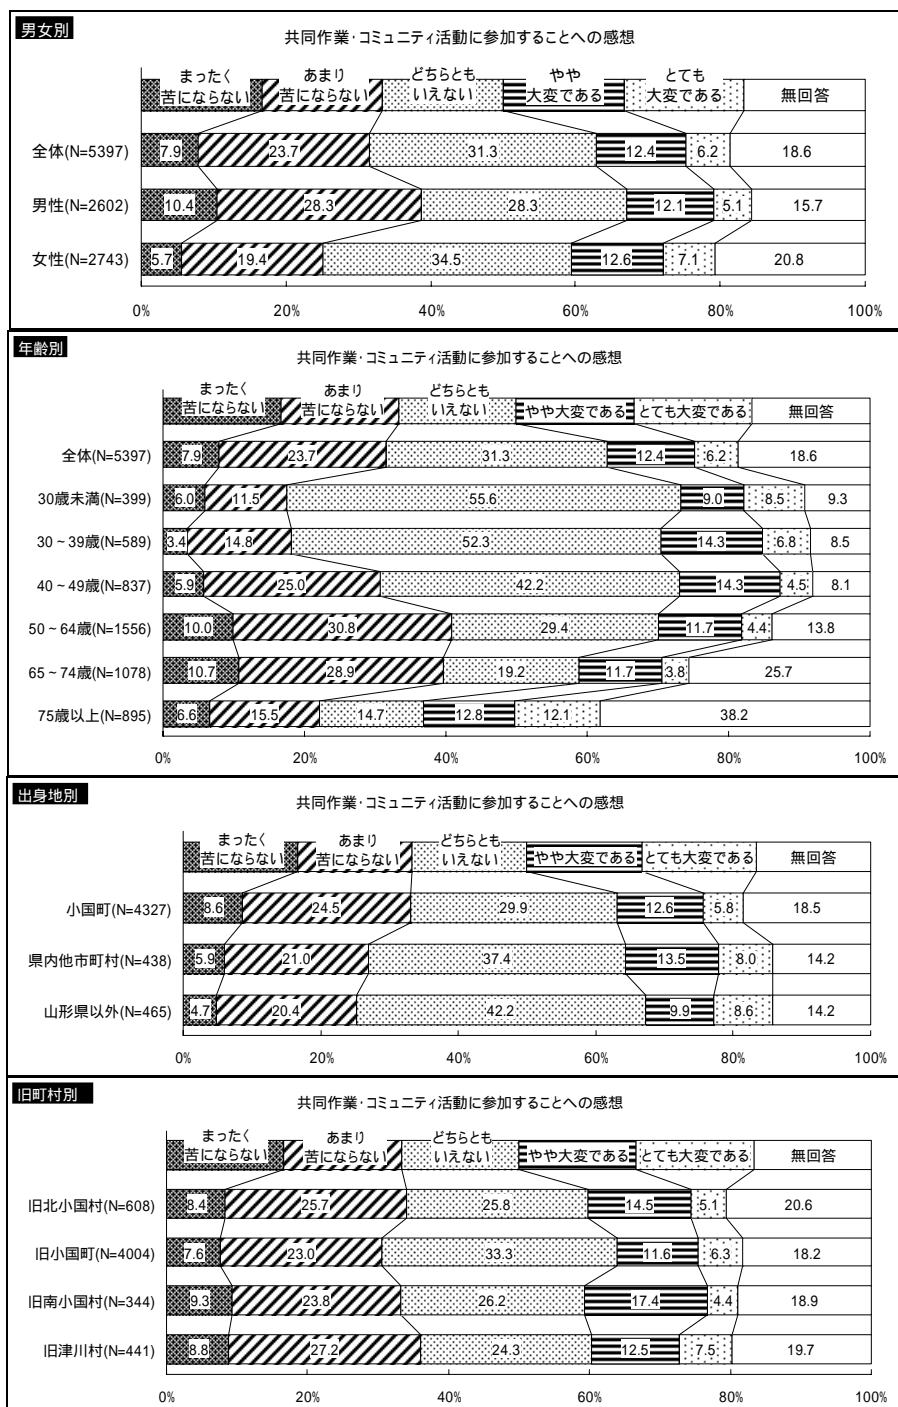 男女別
共同作業・コミュニティ活動に参加することへの感想
まったく
苦にならない
あまり
苦にならない
どちらとも
いえない
やや
大変である
とても
大変である
無回答
全体(N=5397) 7.9 23.7 31.3 12.4 6.2 18.6
男性(N=2602) 10.4 28.3 28.3 12.1 5.1 15.7
女性(N=2743) 5.7 19.4 34.5 12.6 7.1 20.8
0% 20% 40% 60% 80% 100%
年齢別
共同作業・コミュニティ活動に参加することへの感想
まったく
苦にならない
あまり
苦にならない
どちらとも
いえない
やや大変である
とても大変である
無回答
全体(N=5397) 7.9 23.7 31.3 12.4 6.2 18.6
30歳未満(N=399) 6.0 11.5 55.6 9.0 8.5 9.3
30～39歳(N=589) 3.4 14.8 52.3 14.3 6.8 8.5
40～49歳(N=837) 5.9 25.0 42.2 14.3 4.5 8.1
50～64歳(N=1556) 10.0 30.8 29.4 11.7 4.4 13.8
65～74歳(N=1078) 10.7 28.9 19.2 11.7 3.8 25.7
75歳以上(N=895) 6.6 15.5 14.7 12.8 12.1 38.2
0% 20% 40% 60% 80% 100%
出身地別
共同作業・コミュニティ活動に参加することへの感想
まったく
苦にならない
あまり
苦にならない
どちらとも
いえない
やや大変である
とても大変である
無回答
小国町(N=4327) 8.6 24.5 29.9 12.6 5.8 18.5
県内他市町村(N=438) 5.9 21.0 37.4 13.5 8.0 14.2
山形県以外(N=465) 4.7 20.4 42.2 9.9 8.6 14.2
0% 20% 40% 60% 80% 100%
旧町村別
共同作業・コミュニティ活動に参加することへの感想
まったく
苦にならない
あまり
苦にならない
どちらとも
いえない
やや大変である
とても大変である
無回答
旧北小国村(N=608) 8.4 25.7 25.8 14.5 5.1 20.6
旧小国町(N=4004) 7.6 23.0 33.3 11.6 6.3 18.2
旧南小国村(N=344) 9.3 23.8 26.2 17.4 4.4 18.9
旧津川村(N=441) 8.8 27.2 24.3 12.5 7.5 19.7
0% 20% 40% 60% 80% 100%